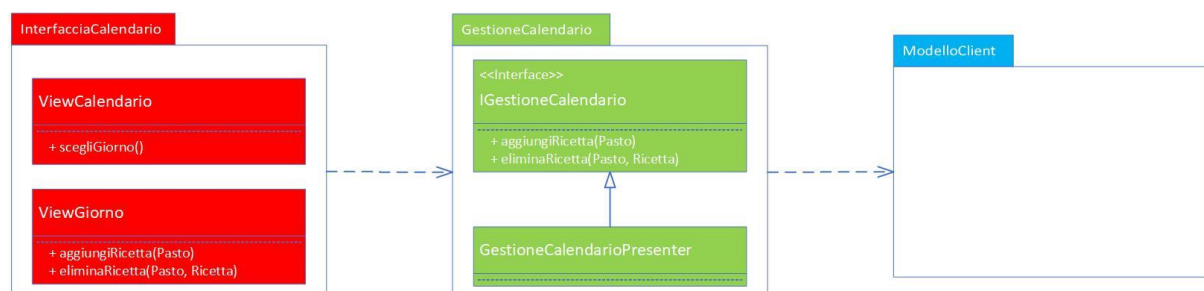 InterfacciaCalendario
ViewCalendario
+ scegliGiorno()
ViewGiorno
+ aggiungiRicetta(Pasto)
+ eliminaRicetta(Pasto, Ricetta)
GestioneCalendario
<<Interface>>
IGestioneCalendario
+ aggiungiRicetta(Pasto)
+ eliminaRicetta(Pasto, Ricetta)
GestioneCalendarioPresenter
ModelloClient